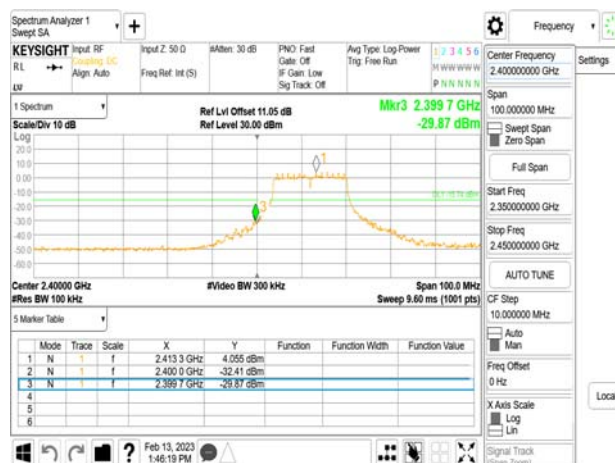 Spectrum Analyzer 1
Swept SA
Frequency
KEYSIGHT Input: RF
Coupling: DC
Align: Auto
Input Z: 50 Ω
Freq Ref: Int (S)
#Atten: 30 dB
PNO: Fast
Gate: Off
IF Gain: Low
Sig Track: Off
Avg Type: Log-Power
Trig: Free Run
1 2 3 4 5 6
M W W W W W
P N N N N N
RL
1 Spectrum
Scale/Div 10 dB
Ref Lvl Offset 11.05 dB
Ref Level 30.00 dBm
Mkr3 2.399 7 GHz
-29.87 dBm
Log
20.0
10.0
0.00
-10.0
-20.0
-30.0
-40.0
-50.0
-60.0
1
3
Center 2.40000 GHz
#Res BW 100 kHz
#Video BW 300 kHz
Span 100.0 MHz
Sweep 9.60 ms (1001 pts)
5 Marker Table
Mode Trace Scale X Y Function Function Width Function Value
1 N 1 f 2.413 3 GHz 4.055 dBm
2 N 1 f 2.400 0 GHz -32.41 dBm
3 N 1 f 2.399 7 GHz -29.87 dBm
4
5
6
Feb 13, 2023
1:46:19 PM
Center Frequency
2.400000000 GHz
Settings
Span
100.000000 MHz
Swept Span
Zero Span
Full Span
Start Freq
2.350000000 GHz
Stop Freq
2.450000000 GHz
AUTO TUNE
CF Step
10.000000 MHz
Auto
Man
Freq Offset
0 Hz
X Axis Scale
Log
Lin
Local
Signal Track